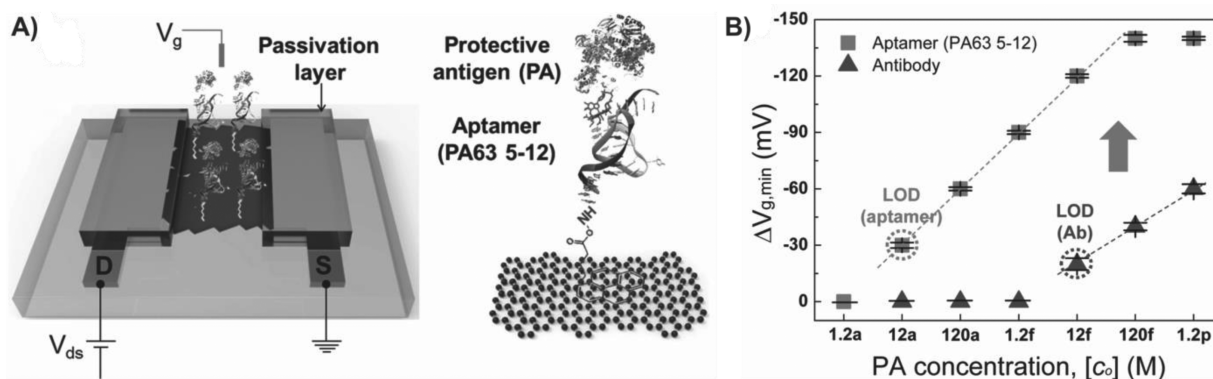 A)
Vg
Passivation
layer
D
S
Vds
Protective
antigen (PA)
Aptamer
(PA63 5-12)
NH
O
O
B)
Aptamer (PA63 5-12)
Antibody
ΔVg,min (mV)
-150
-120
-90
-60
-30
0
LOD
(aptamer)
LOD
(Ab)
1.2a 12a 120a 1.2f 12f 120f 1.2p
PA concentration, [co] (M)